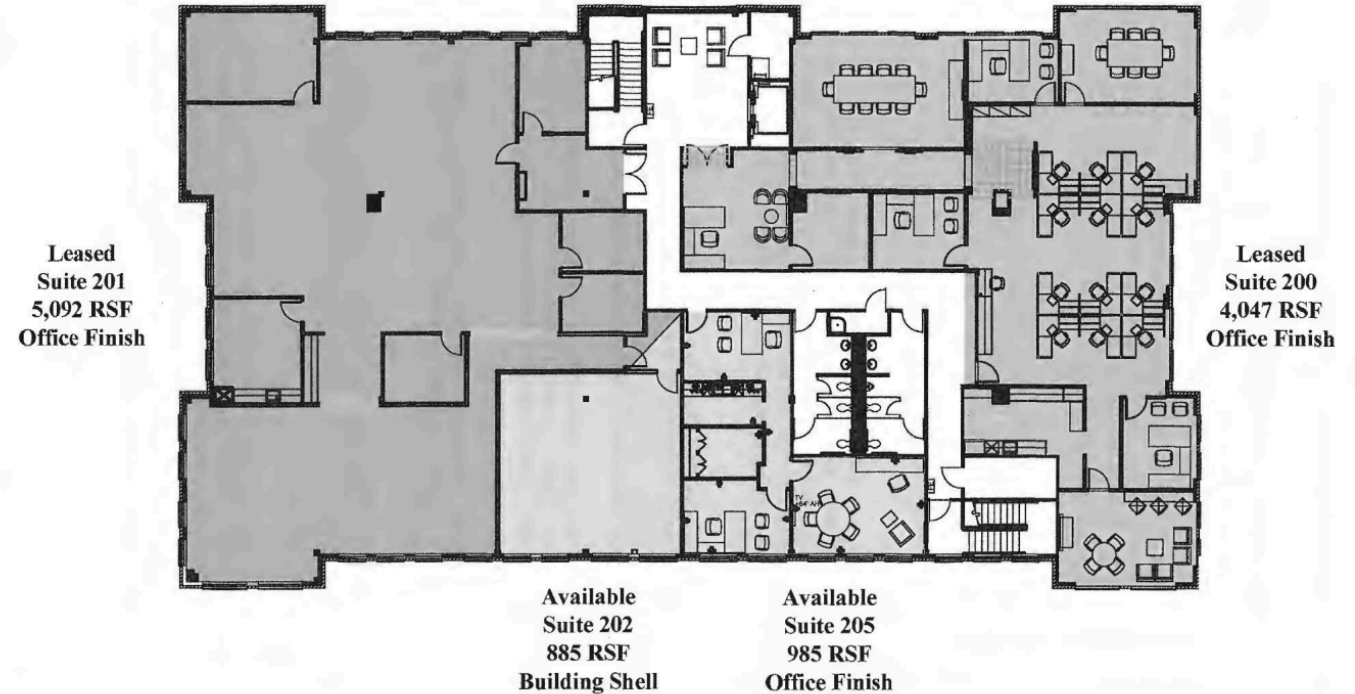 Leased
Suite 201
5,092 RSF
Office Finish
Leased
Suite 200
4,047 RSF
Office Finish
TV
Available
Suite 202
885 RSF
Building Shell
Available
Suite 205
985 RSF
Office Finish